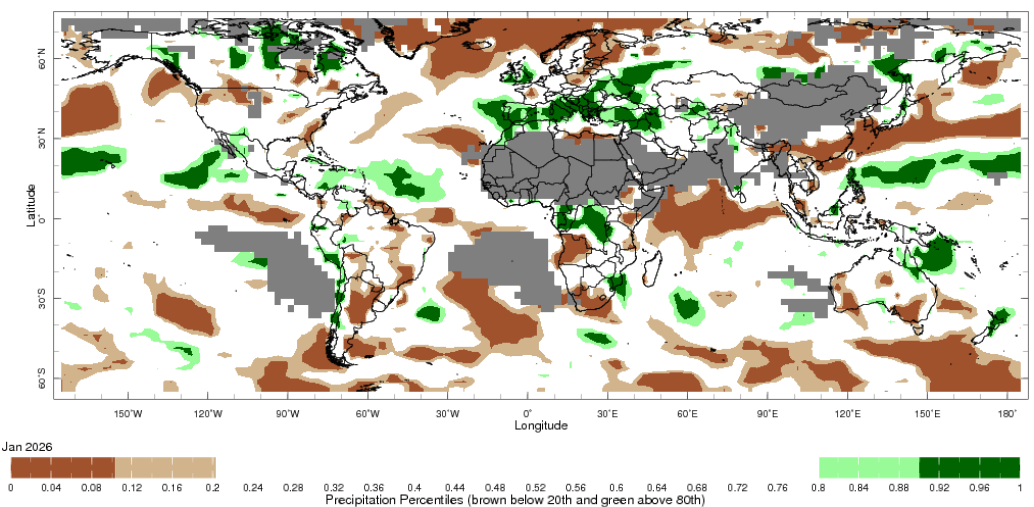 60°N
30°N
0°
30°S
60°S
Latitude
150°W 120°W 90°W 60°W 30°W 0° 30°E 60°E 90°E 120°E 150°E 180°
Longitude
Jan 2026
0 0.04 0.08 0.12 0.16 0.2 0.24 0.28 0.32 0.36 0.4 0.44 0.48 0.52 0.56 0.6 0.64 0.68 0.72 0.76 0.8 0.84 0.88 0.92 0.96 1
Precipitation Percentiles (brown below 20th and green above 80th)